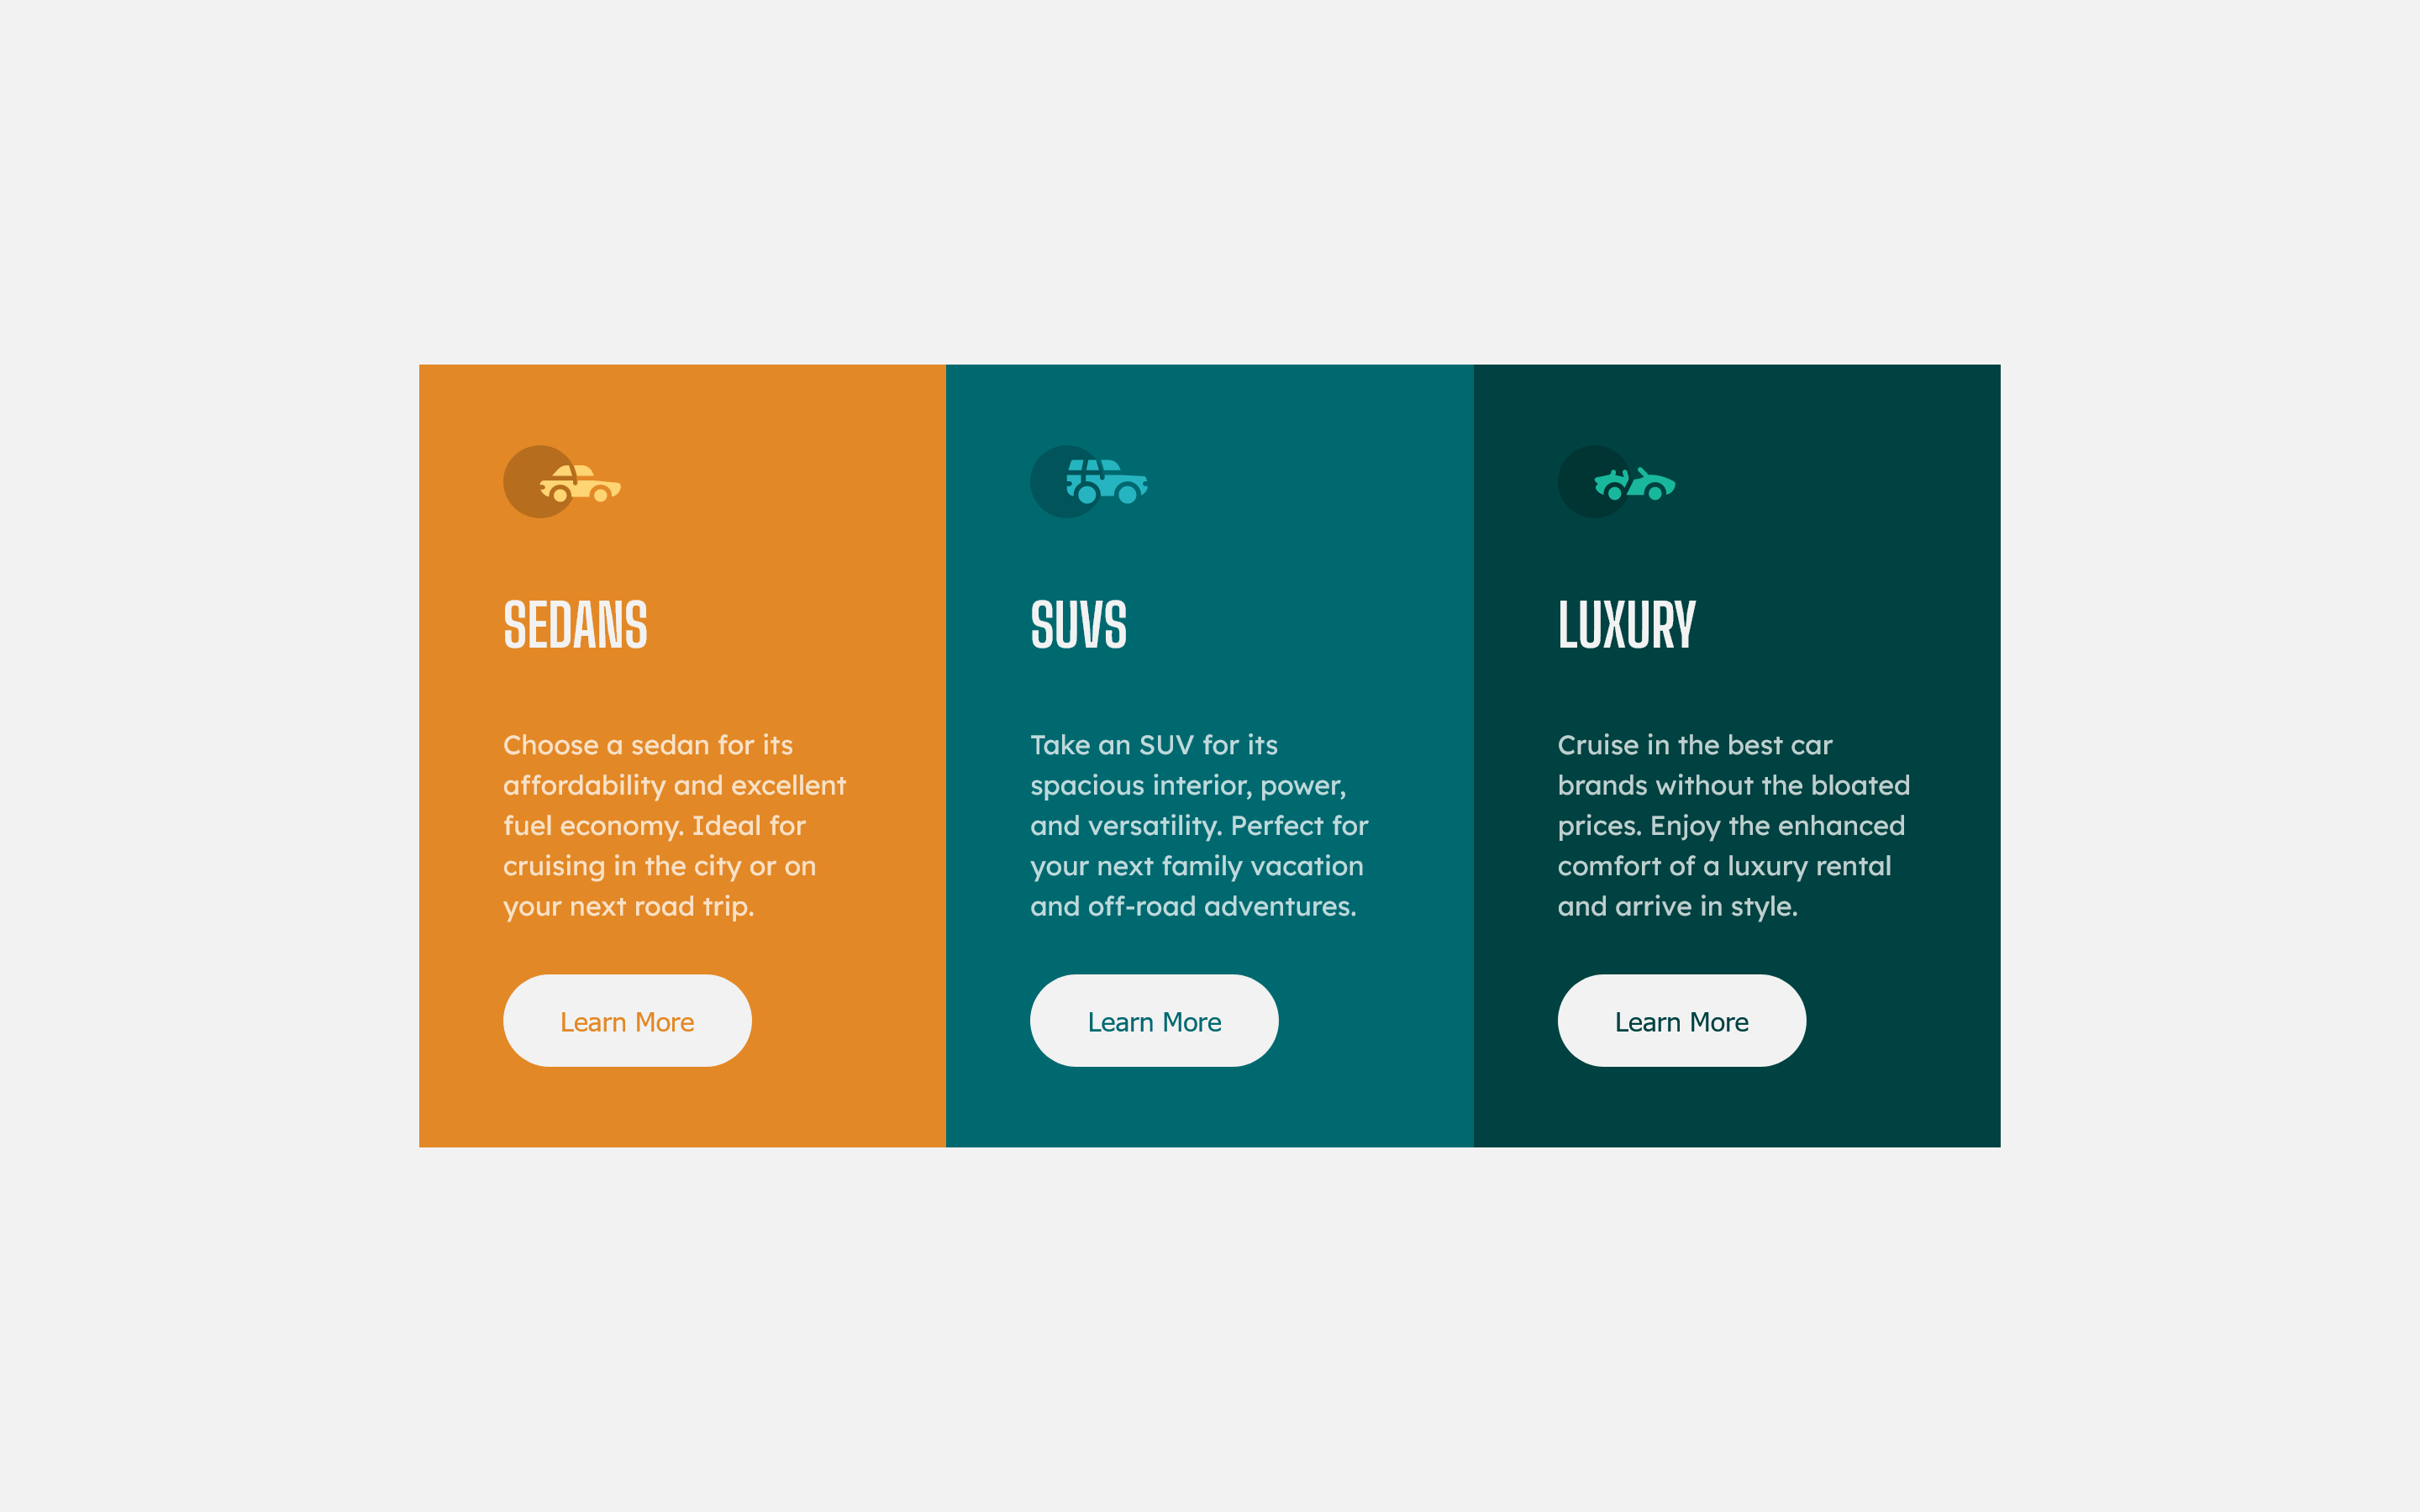 SEDANS
Choose a sedan for its
affordability and excellent
fuel economy. Ideal for
cruising in the city or on
your next road trip.
Learn More
SUVS
Take an SUV for its
spacious interior, power,
and versatility. Perfect for
your next family vacation
and off-road adventures.
Learn More
LUXURY
Cruise in the best car
brands without the bloated
prices. Enjoy the enhanced
comfort of a luxury rental
and arrive in style.
Learn More